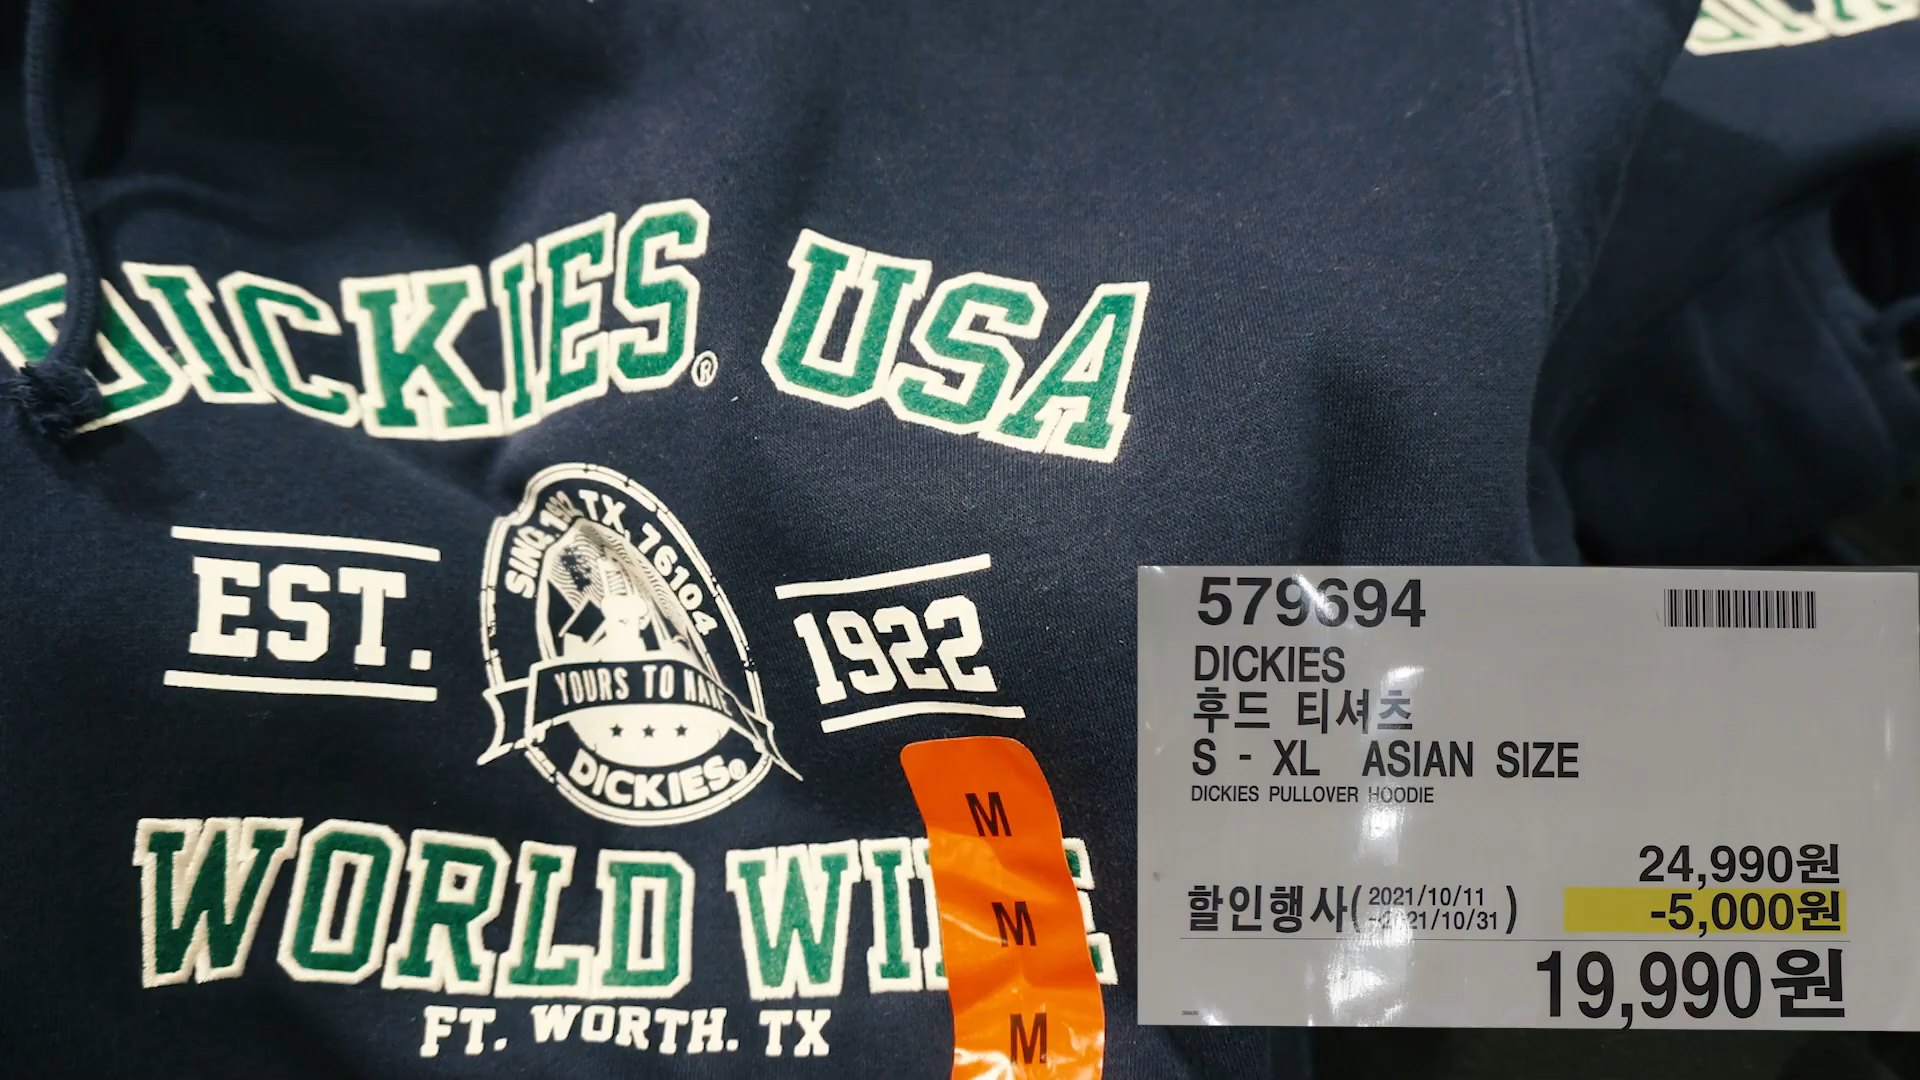 DICKIES® USA
EST.
TX, 76104
YOURS TO MAKE
DICKIES®
1922
WORLD
FT. WORTH. TX
M
M
M
579694
DICKIES
후드 티셔츠
S - XL ASIAN SIZE
DICKIES PULLOVER HOODIE
24,990원
할인행사(2021/10/11
~2021/10/31)
-5,000원
19,990원